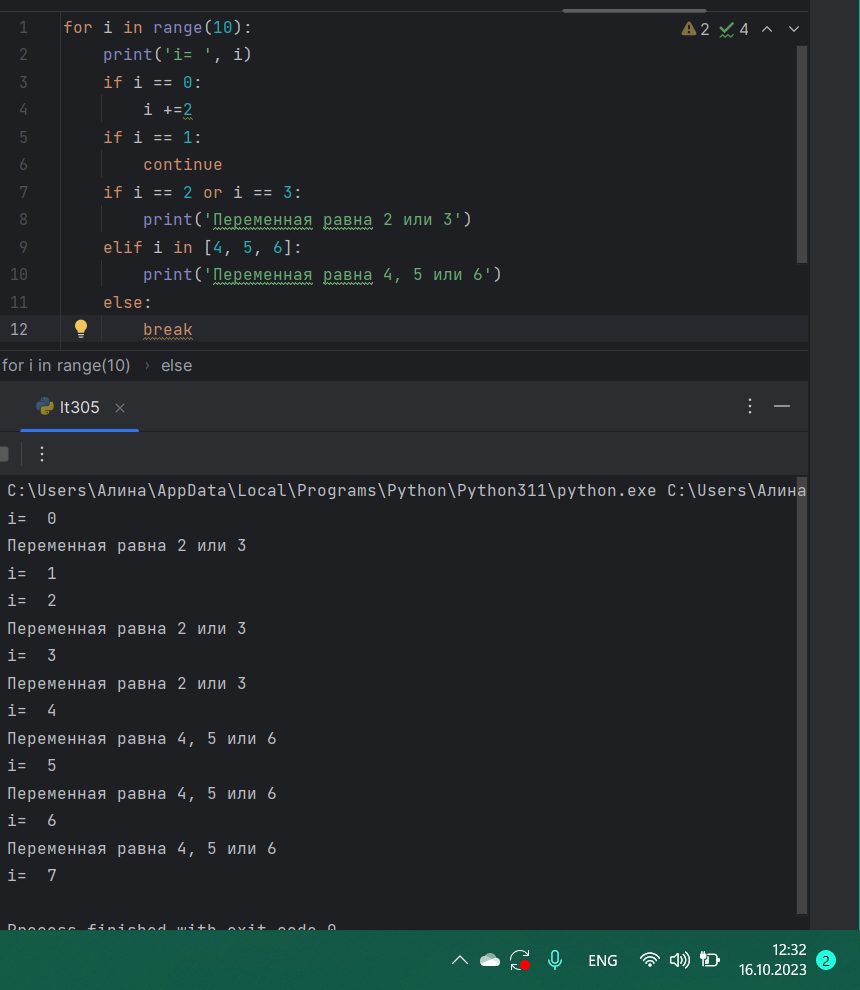 2 4
1 for i in range(10):
2 print('i= ', i)
3 if i == 0:
4 i +=2
5 if i == 1:
6 continue
7 if i == 2 or i == 3:
8 print('Переменная равна 2 или 3')
9 elif i in [4, 5, 6]:
10 print('Переменная равна 4, 5 или 6')
11 else:
12 break
for i in range(10) › else
lt305
C:\Users\Алина\AppData\Local\Programs\Python\Python311\python.exe C:\Users\Алина
i=  0
Переменная равна 2 или 3
i=  1
i=  2
Переменная равна 2 или 3
i=  3
Переменная равна 2 или 3
i=  4
Переменная равна 4, 5 или 6
i=  5
Переменная равна 4, 5 или 6
i=  6
Переменная равна 4, 5 или 6
i=  7
Process finished with exit code 0
ENG 12:32
16.10.2023 2